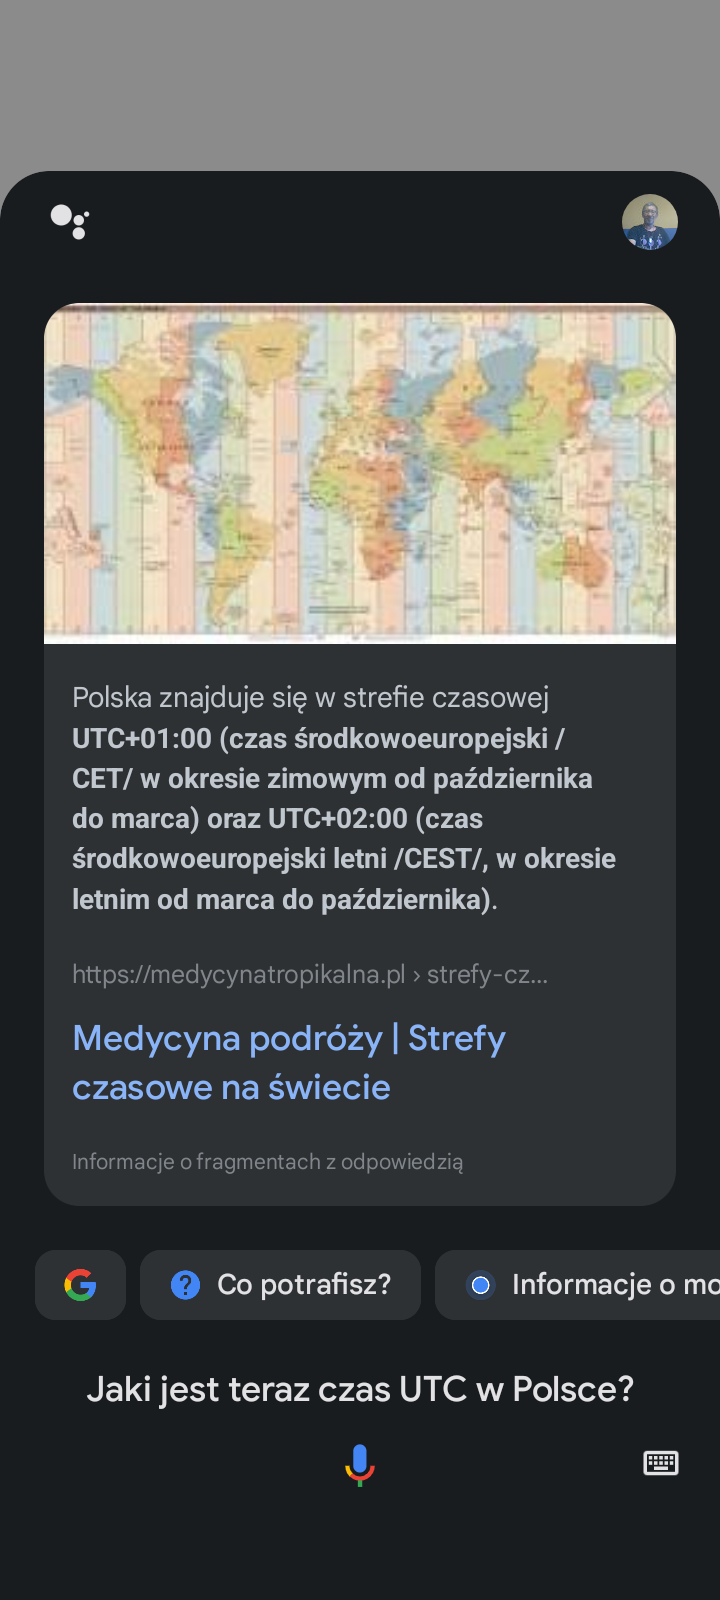 Polska znajduje się w strefie czasowej
UTC+01:00 (czas środkowoeuropejski /
CET/ w okresie zimowym od października
do marca) oraz UTC+02:00 (czas
środkowoeuropejski letni /CEST/, w okresie
letnim od marca do października).
https://medycynatropikalna.pl › strefy-cz...
Medycyna podróży | Strefy
czasowe na świecie
Informacje o fragmentach z odpowiedzią
Co potrafisz?
Informacje o mo
Jaki jest teraz czas UTC w Polsce?